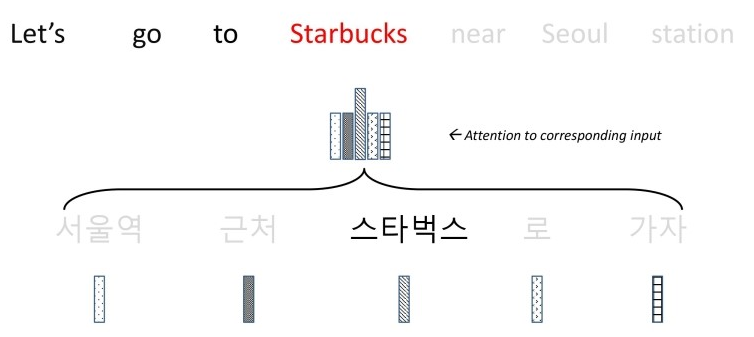 Let's go to Starbucks near Seoul station
← Attention to corresponding input
서울역 근처 스타벅스 로 가자